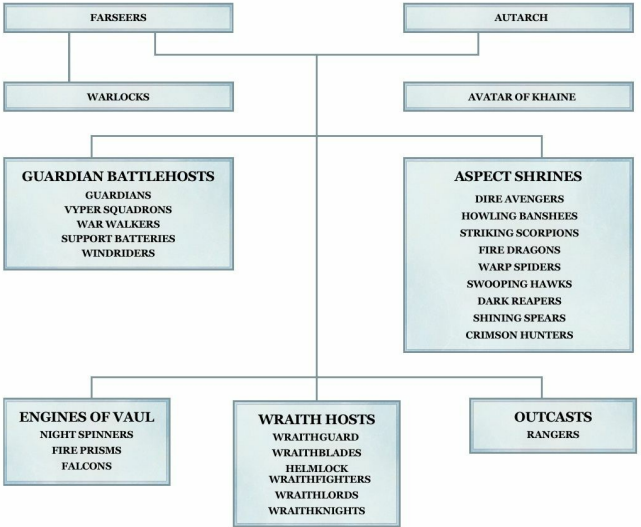 FARSEERS
AUTARCH
WARLOCKS
AVATAR OF KHAINE
GUARDIAN BATTLEHOSTS
GUARDIANS
VYPER SQUADRONS
WAR WALKERS
SUPPORT BATTERIES
WINDRIDERS
ASPECT SHRINES
DIRE AVENGERS
HOWLING BANSHEES
STRIKING SCORPIONS
FIRE DRAGONS
WARP SPIDERS
SWOOPING HAWKS
DARK REAPERS
SHINING SPEARS
CRIMSON HUNTERS
ENGINES OF VAUL
NIGHT SPINNERS
FIRE PRISMS
FALCONS
WRAITH HOSTS
WRAITHGUARD
WRAITHBLADES
HELMLOCK
WRAITHFIGHTERS
WRAITHLORDS
WRAITHKNIGHTS
OUTCASTS
RANGERS